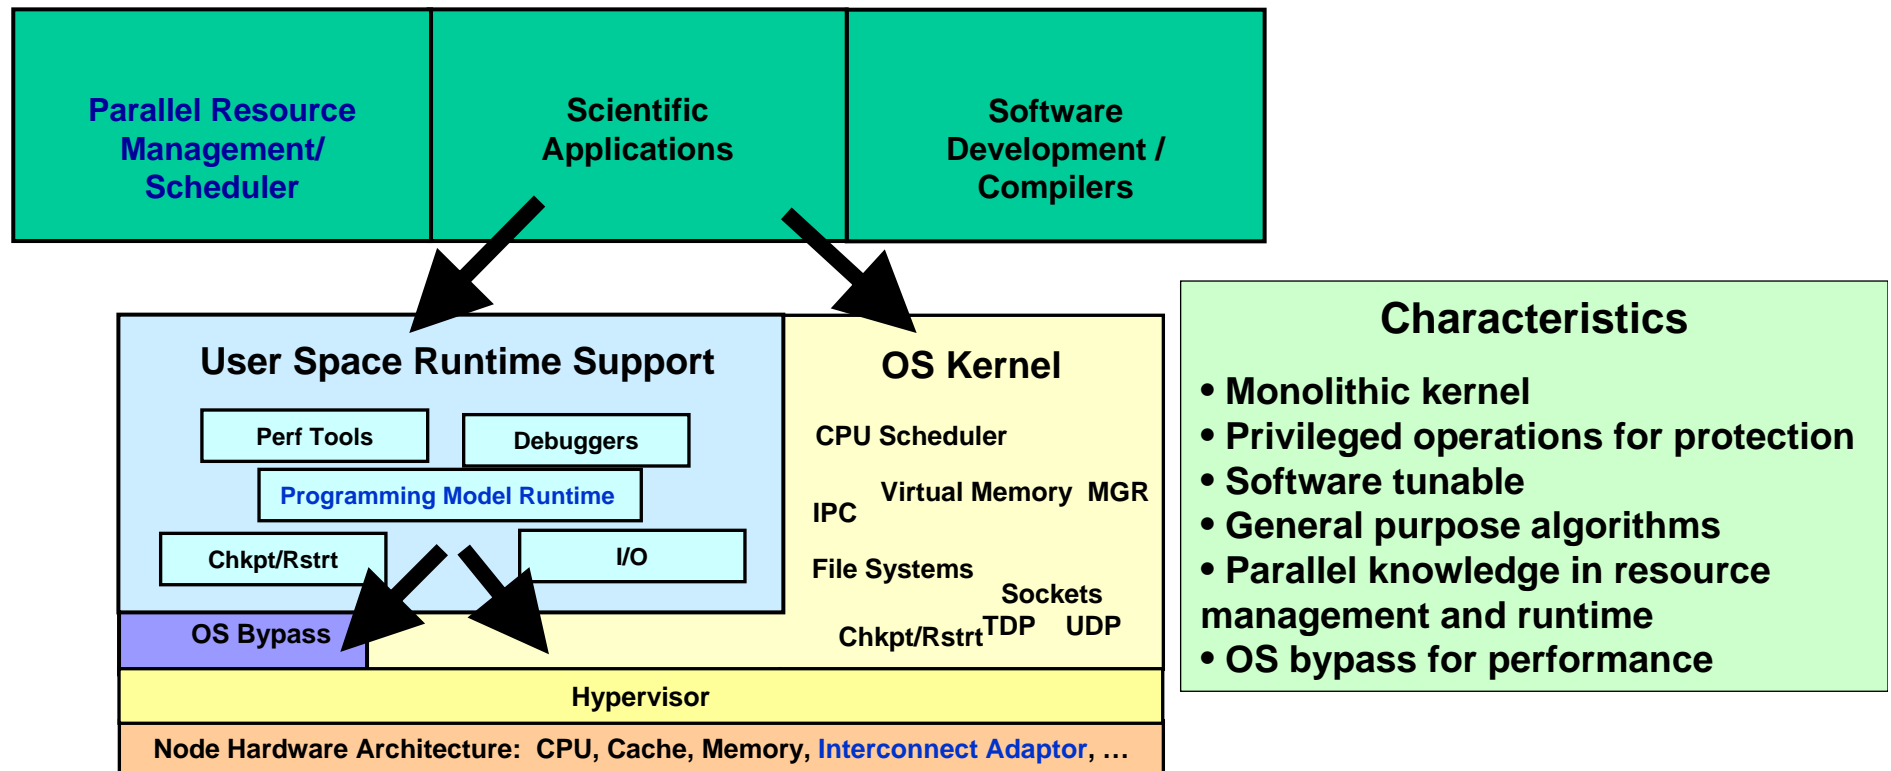 Parallel Resource
Management/
Scheduler
Scientific
Applications
Software
Development /
Compilers
User Space Runtime Support
Perf Tools
Debuggers
Programming Model Runtime
Chkpt/Rstrt
I/O
OS Bypass
OS Kernel
CPU Scheduler
Virtual Memory MGR
IPC
File Systems
Sockets
TDP UDP
Chkpt/Rstrt
Hypervisor
Node Hardware Architecture: CPU, Cache, Memory, Interconnect Adaptor, …
Characteristics
• Monolithic kernel
• Privileged operations for protection
• Software tunable
• General purpose algorithms
• Parallel knowledge in resource
management and runtime
• OS bypass for performance